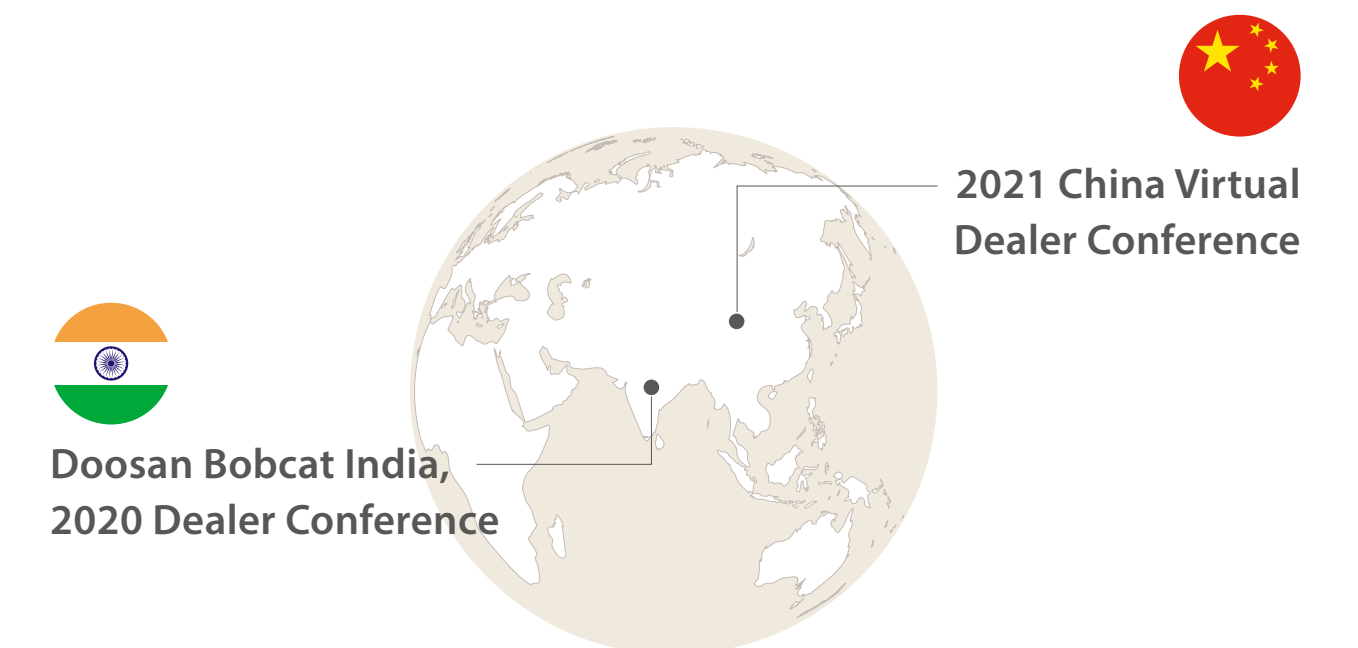 2021 China Virtual
Dealer Conference
Doosan Bobcat India,
2020 Dealer Conference